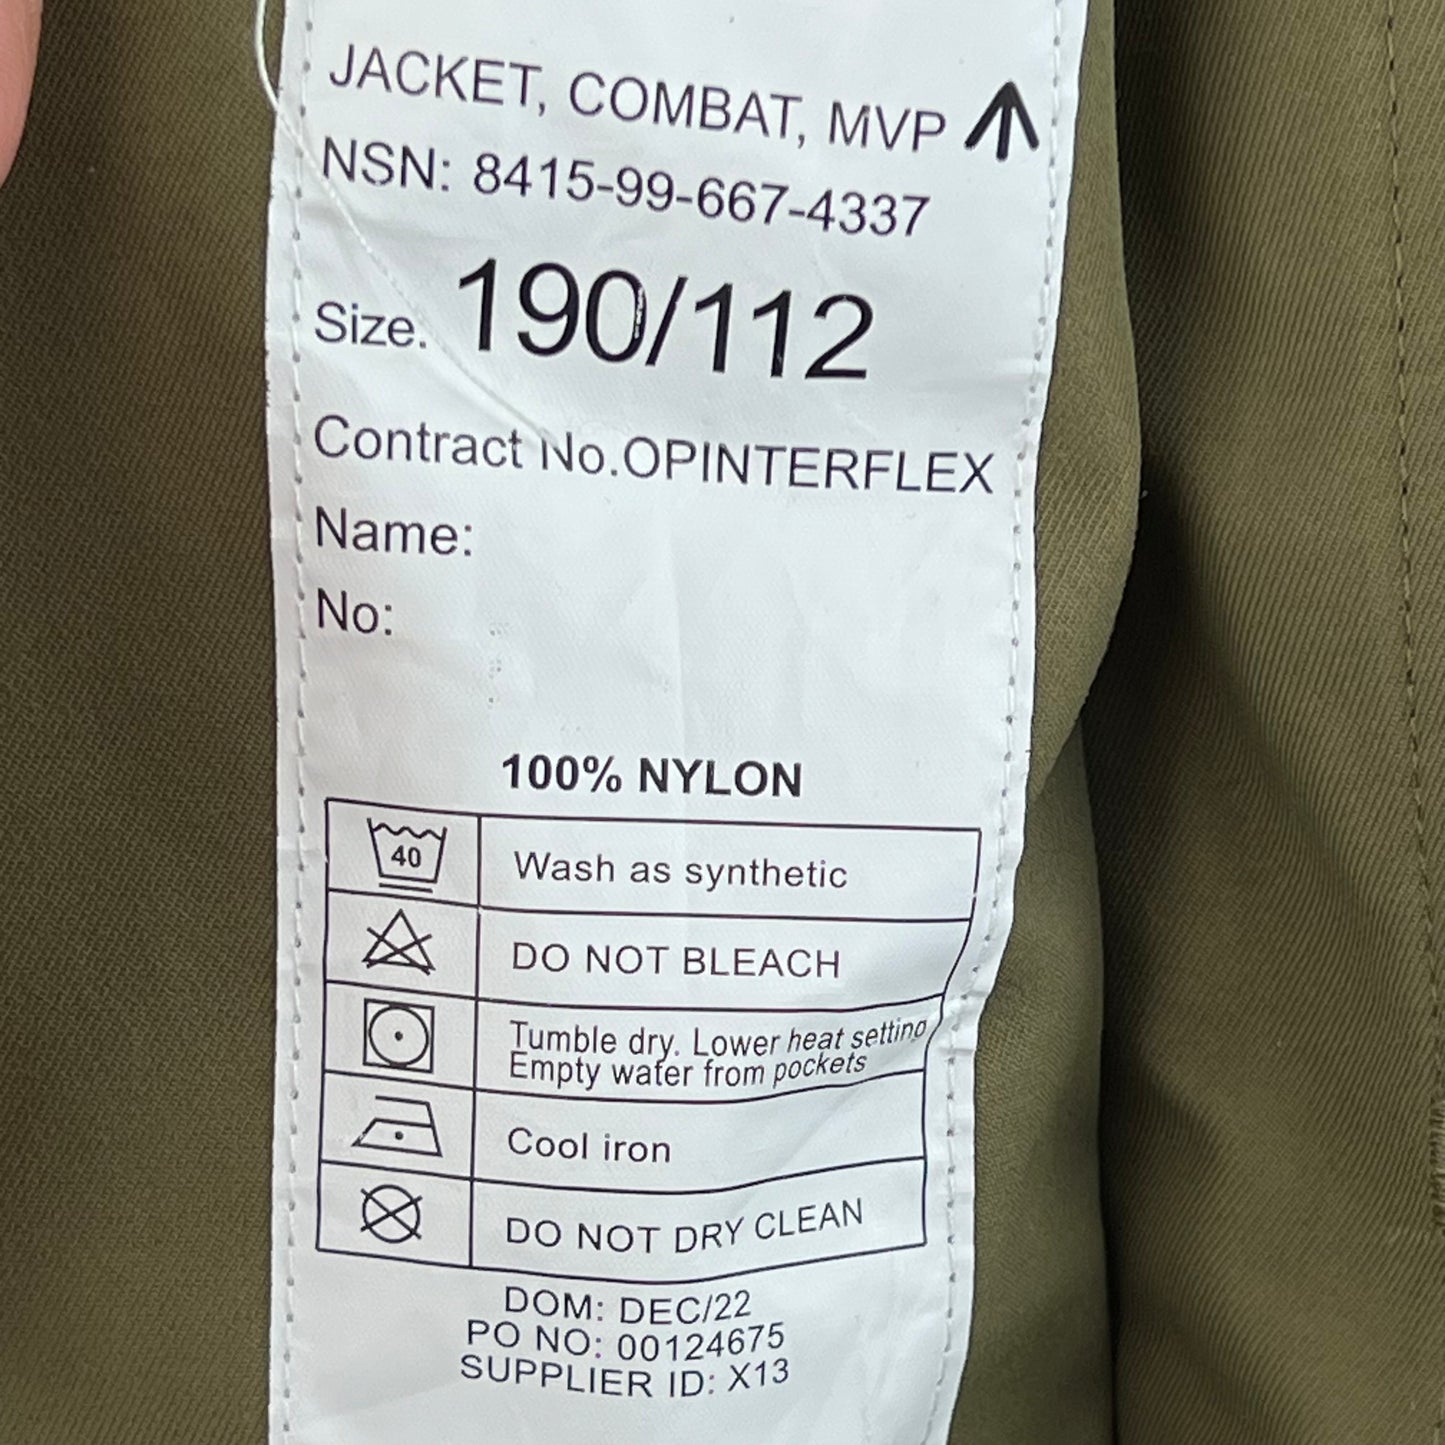 JACKET, COMBAT, MVP
NSN: 8415-99-667-4337
Size. 190/112
Contract No.OPINTERFLEX
Name:
No:
100% NYLON
40 Wash as synthetic
DO NOT BLEACH
Tumble dry. Lower heat setting
Empty water from pockets
Cool iron
DO NOT DRY CLEAN
DOM: DEC/22
PO NO: 00124675
SUPPLIER ID: X13